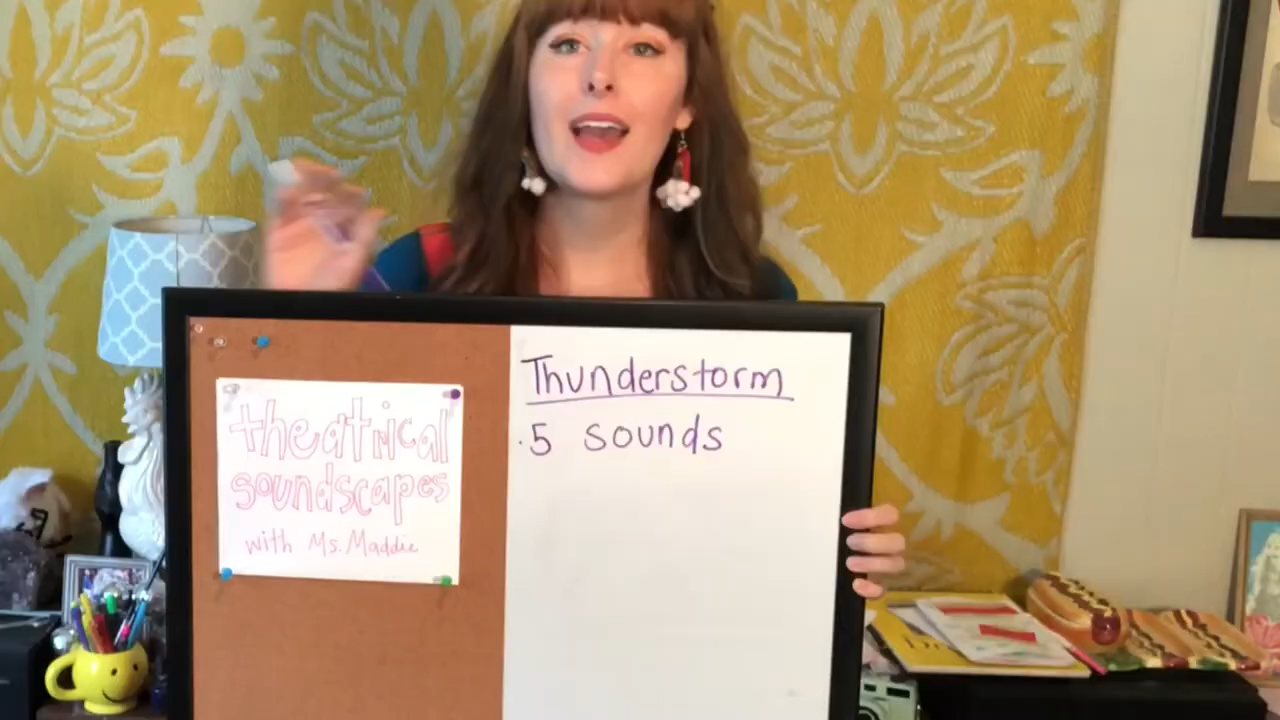 theatrical
soundscapes
with Ms. Maddie
Thunderstorm
. 5 sounds